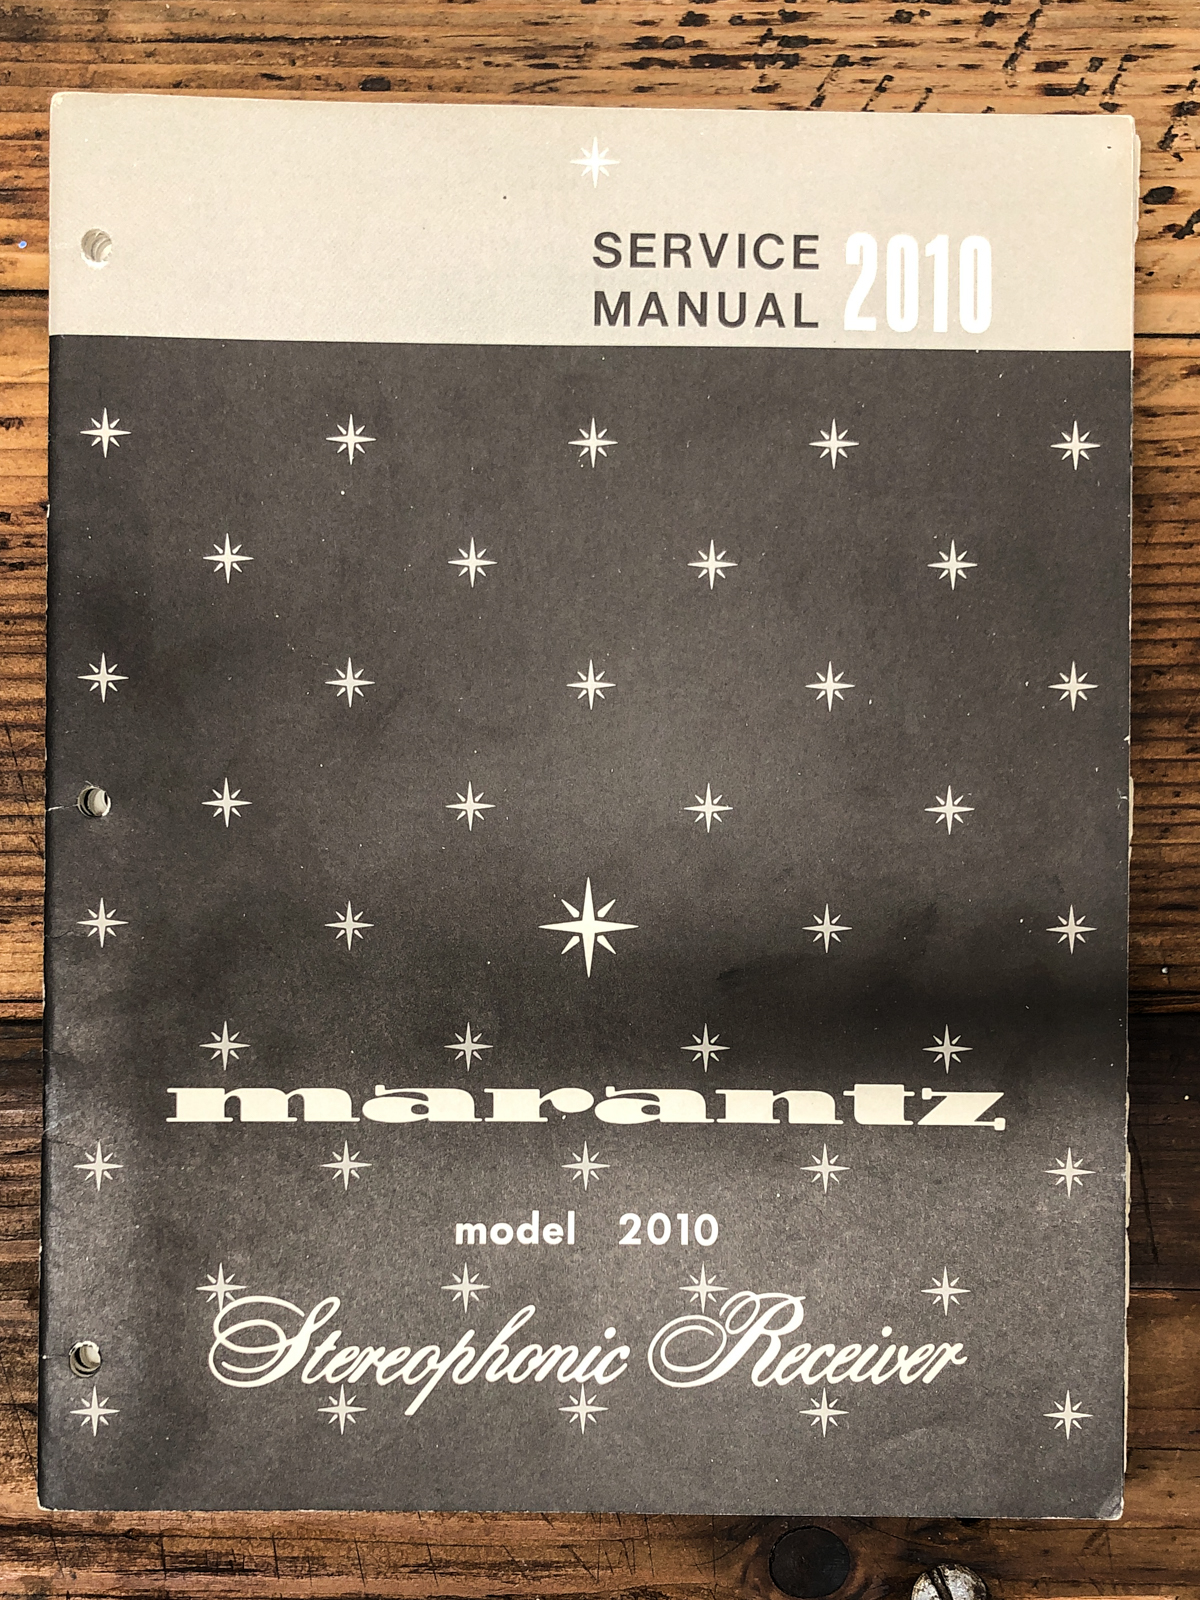 SERVICE
MANUAL 2010
marantz
model 2010
Stereophonic Receiver